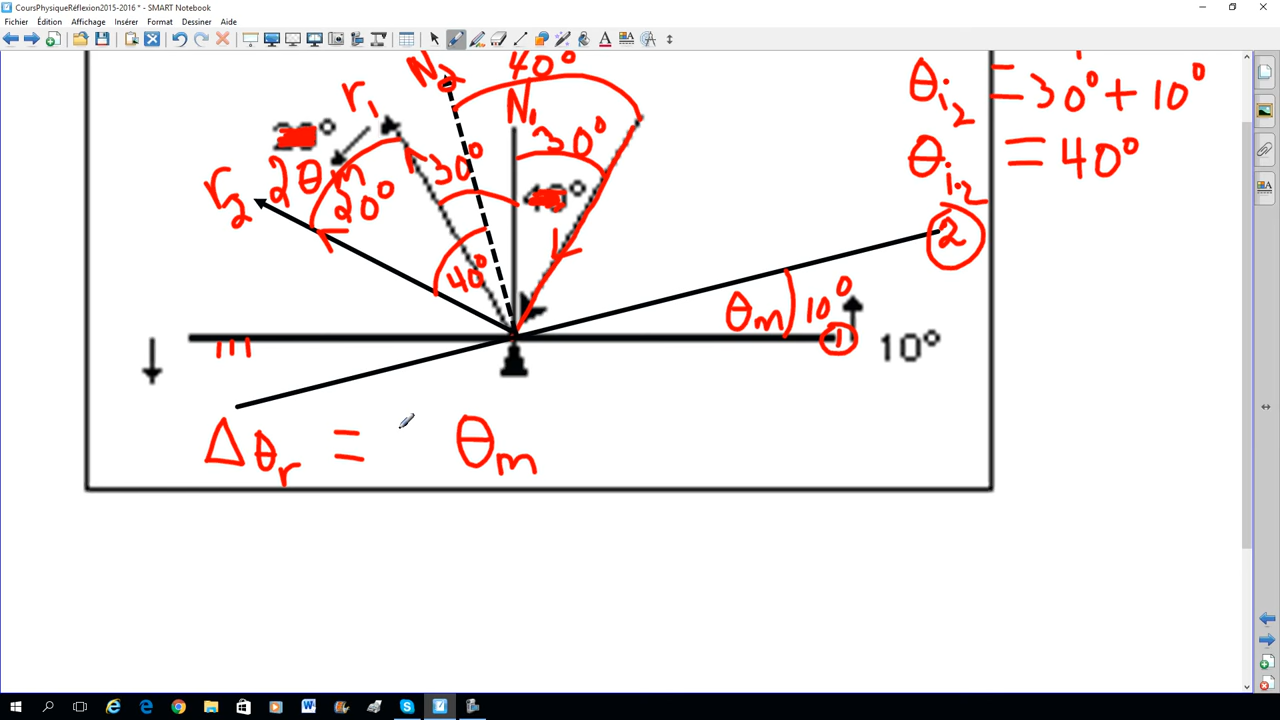 CoursPhysiqueRéflexion2015-2016 * - SMART Notebook
Fichier Édition Affichage Insérer Format Dessiner Aide
N2 40°
r1 N1 30°
θi2 = 30° + 10°
θi2 = 40°
r2 2θm 20° 30°
40°
2
θm 10°
1 10°
Δθr = θm